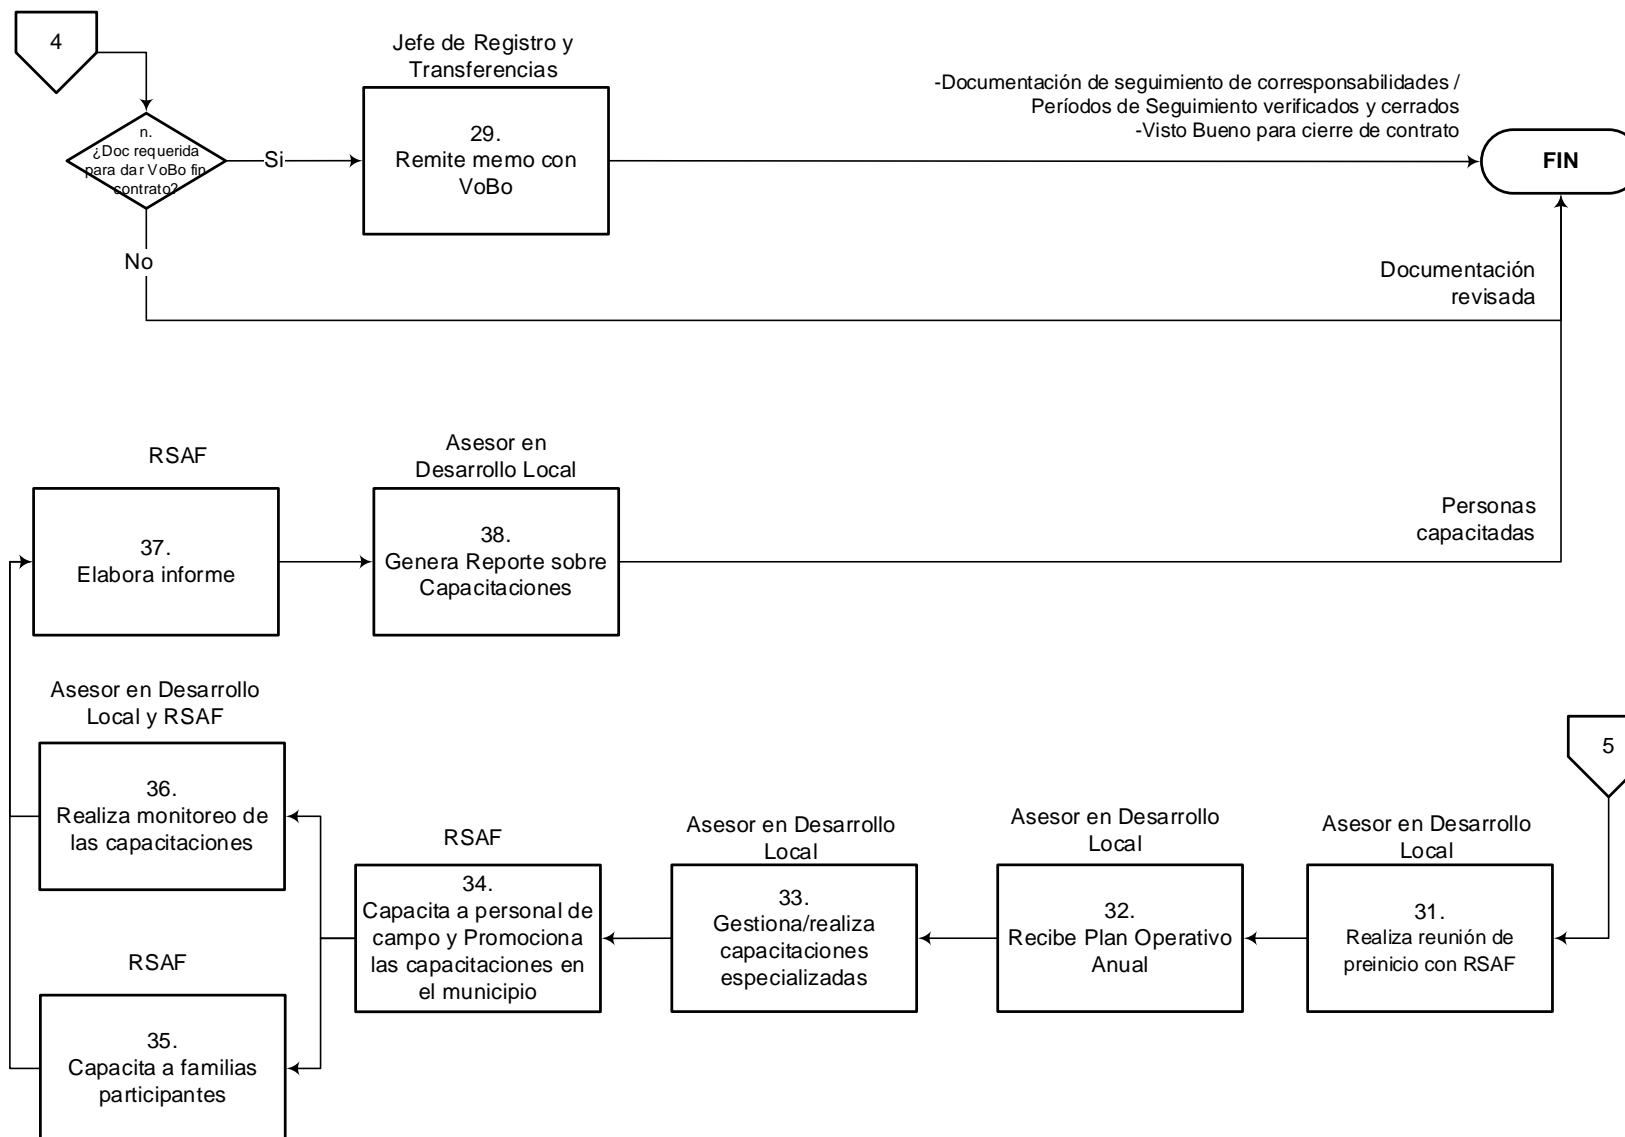 4
Jefe de Registro y
Transferencias
-Documentación de seguimiento de corresponsabilidades /
Períodos de Seguimiento verificados y cerrados
-Visto Bueno para cierre de contrato
n.
¿Doc requerida
para dar VoBo fin
contrato?
Si
29.
Remite memo con
VoBo
FIN
No
Documentación
revisada
RSAF
Asesor en
Desarrollo Local
37.
Elabora informe
38.
Genera Reporte sobre
Capacitaciones
Personas
capacitadas
Asesor en Desarrollo
Local y RSAF
36.
Realiza monitoreo de
las capacitaciones
5
RSAF
Asesor en Desarrollo
Local
Asesor en Desarrollo
Local
Asesor en Desarrollo
Local
34.
Capacita a personal de
campo y Promociona
las capacitaciones en
el municipio
33.
Gestiona/realiza
capacitaciones
especializadas
32.
Recibe Plan Operativo
Anual
31.
Realiza reunión de
preinicio con RSAF
RSAF
35.
Capacita a familias
participantes